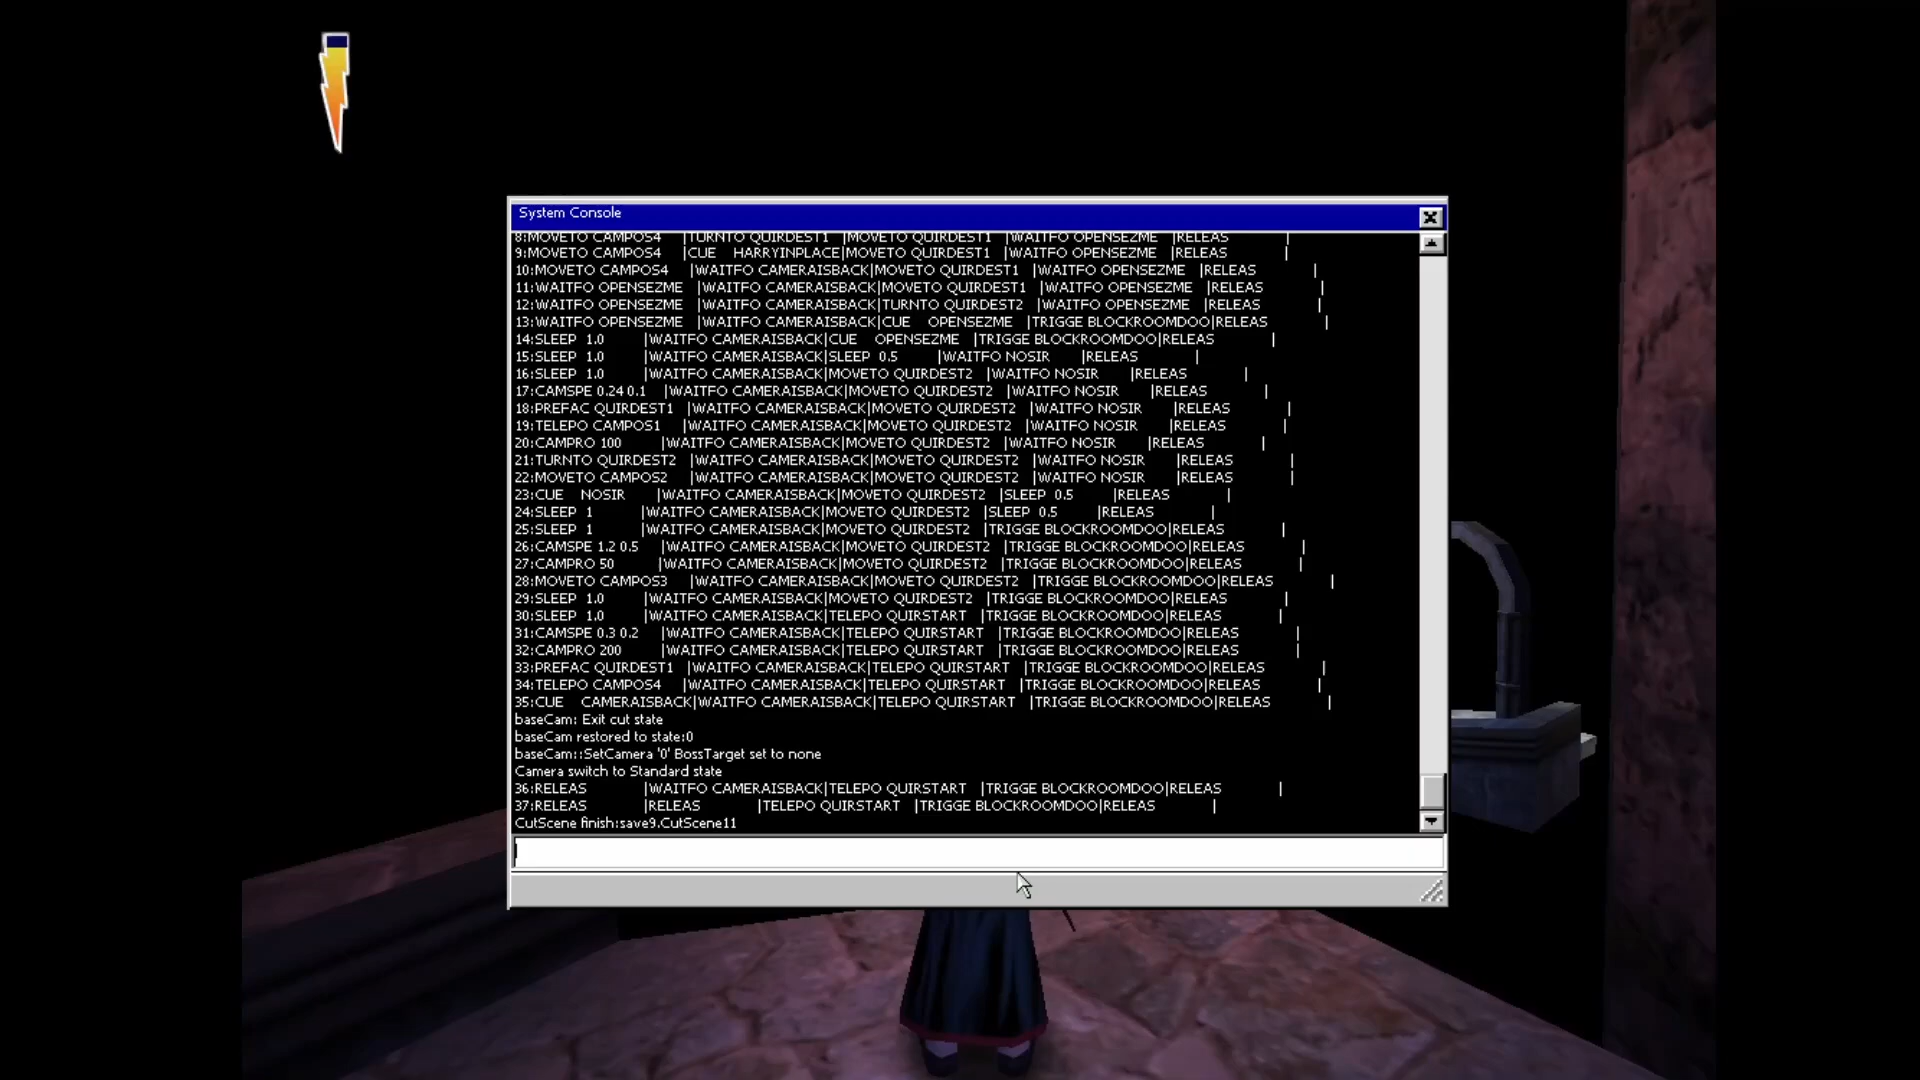 System Console
8:MOVETO CAMPOS4 |TURNTO QUIRDEST1 |MOVETO QUIRDEST1 |WAITFO OPENSEZME |RELEAS |
9:MOVETO CAMPOS4 |CUE HARRYINPLACE|MOVETO QUIRDEST1 |WAITFO OPENSEZME |RELEAS |
10:MOVETO CAMPOS4 |WAITFO CAMERAISBACK|MOVETO QUIRDEST1 |WAITFO OPENSEZME |RELEAS |
11:WAITFO OPENSEZME |WAITFO CAMERAISBACK|MOVETO QUIRDEST1 |WAITFO OPENSEZME |RELEAS |
12:WAITFO OPENSEZME |WAITFO CAMERAISBACK|TURNTO QUIRDEST2 |WAITFO OPENSEZME |RELEAS |
13:WAITFO OPENSEZME |WAITFO CAMERAISBACK|CUE OPENSEZME |TRIGGE BLOCKROOMDOO|RELEAS |
14:SLEEP 1.0 |WAITFO CAMERAISBACK|CUE OPENSEZME |TRIGGE BLOCKROOMDOO|RELEAS |
15:SLEEP 1.0 |WAITFO CAMERAISBACK|SLEEP 0.5 |WAITFO NOSIR |RELEAS |
16:SLEEP 1.0 |WAITFO CAMERAISBACK|MOVETO QUIRDEST2 |WAITFO NOSIR |RELEAS |
17:CAMSPE 0.24 0.1 |WAITFO CAMERAISBACK|MOVETO QUIRDEST2 |WAITFO NOSIR |RELEAS |
18:PREFAC QUIRDEST1 |WAITFO CAMERAISBACK|MOVETO QUIRDEST2 |WAITFO NOSIR |RELEAS |
19:TELEPO CAMPOS1 |WAITFO CAMERAISBACK|MOVETO QUIRDEST2 |WAITFO NOSIR |RELEAS |
20:CAMPRO 100 |WAITFO CAMERAISBACK|MOVETO QUIRDEST2 |WAITFO NOSIR |RELEAS |
21:TURNTO QUIRDEST2 |WAITFO CAMERAISBACK|MOVETO QUIRDEST2 |WAITFO NOSIR |RELEAS |
22:MOVETO CAMPOS2 |WAITFO CAMERAISBACK|MOVETO QUIRDEST2 |WAITFO NOSIR |RELEAS |
23:CUE NOSIR |WAITFO CAMERAISBACK|MOVETO QUIRDEST2 |SLEEP 0.5 |RELEAS |
24:SLEEP 1 |WAITFO CAMERAISBACK|MOVETO QUIRDEST2 |SLEEP 0.5 |RELEAS |
25:SLEEP 1 |WAITFO CAMERAISBACK|MOVETO QUIRDEST2 |TRIGGE BLOCKROOMDOO|RELEAS |
26:CAMSPE 1.2 0.5 |WAITFO CAMERAISBACK|MOVETO QUIRDEST2 |TRIGGE BLOCKROOMDOO|RELEAS |
27:CAMPRO 50 |WAITFO CAMERAISBACK|MOVETO QUIRDEST2 |TRIGGE BLOCKROOMDOO|RELEAS |
28:MOVETO CAMPOS3 |WAITFO CAMERAISBACK|MOVETO QUIRDEST2 |TRIGGE BLOCKROOMDOO|RELEAS |
29:SLEEP 1.0 |WAITFO CAMERAISBACK|MOVETO QUIRDEST2 |TRIGGE BLOCKROOMDOO|RELEAS |
30:SLEEP 1.0 |WAITFO CAMERAISBACK|TELEPO QUIRSTART |TRIGGE BLOCKROOMDOO|RELEAS |
31:CAMSPE 0.3 0.2 |WAITFO CAMERAISBACK|TELEPO QUIRSTART |TRIGGE BLOCKROOMDOO|RELEAS |
32:CAMPRO 200 |WAITFO CAMERAISBACK|TELEPO QUIRSTART |TRIGGE BLOCKROOMDOO|RELEAS |
33:PREFAC QUIRDEST1 |WAITFO CAMERAISBACK|TELEPO QUIRSTART |TRIGGE BLOCKROOMDOO|RELEAS |
34:TELEPO CAMPOS4 |WAITFO CAMERAISBACK|TELEPO QUIRSTART |TRIGGE BLOCKROOMDOO|RELEAS |
35:CUE CAMERAISBACK|WAITFO CAMERAISBACK|TELEPO QUIRSTART |TRIGGE BLOCKROOMDOO|RELEAS |
baseCam: Exit cut state
baseCam restored to state:0
baseCam::SetCamera '0' BossTarget set to none
Camera switch to Standard state
36:RELEAS |WAITFO CAMERAISBACK|TELEPO QUIRSTART |TRIGGE BLOCKROOMDOO|RELEAS |
37:RELEAS |RELEAS |TELEPO QUIRSTART |TRIGGE BLOCKROOMDOO|RELEAS |
CutScene finish:save9.CutScene11